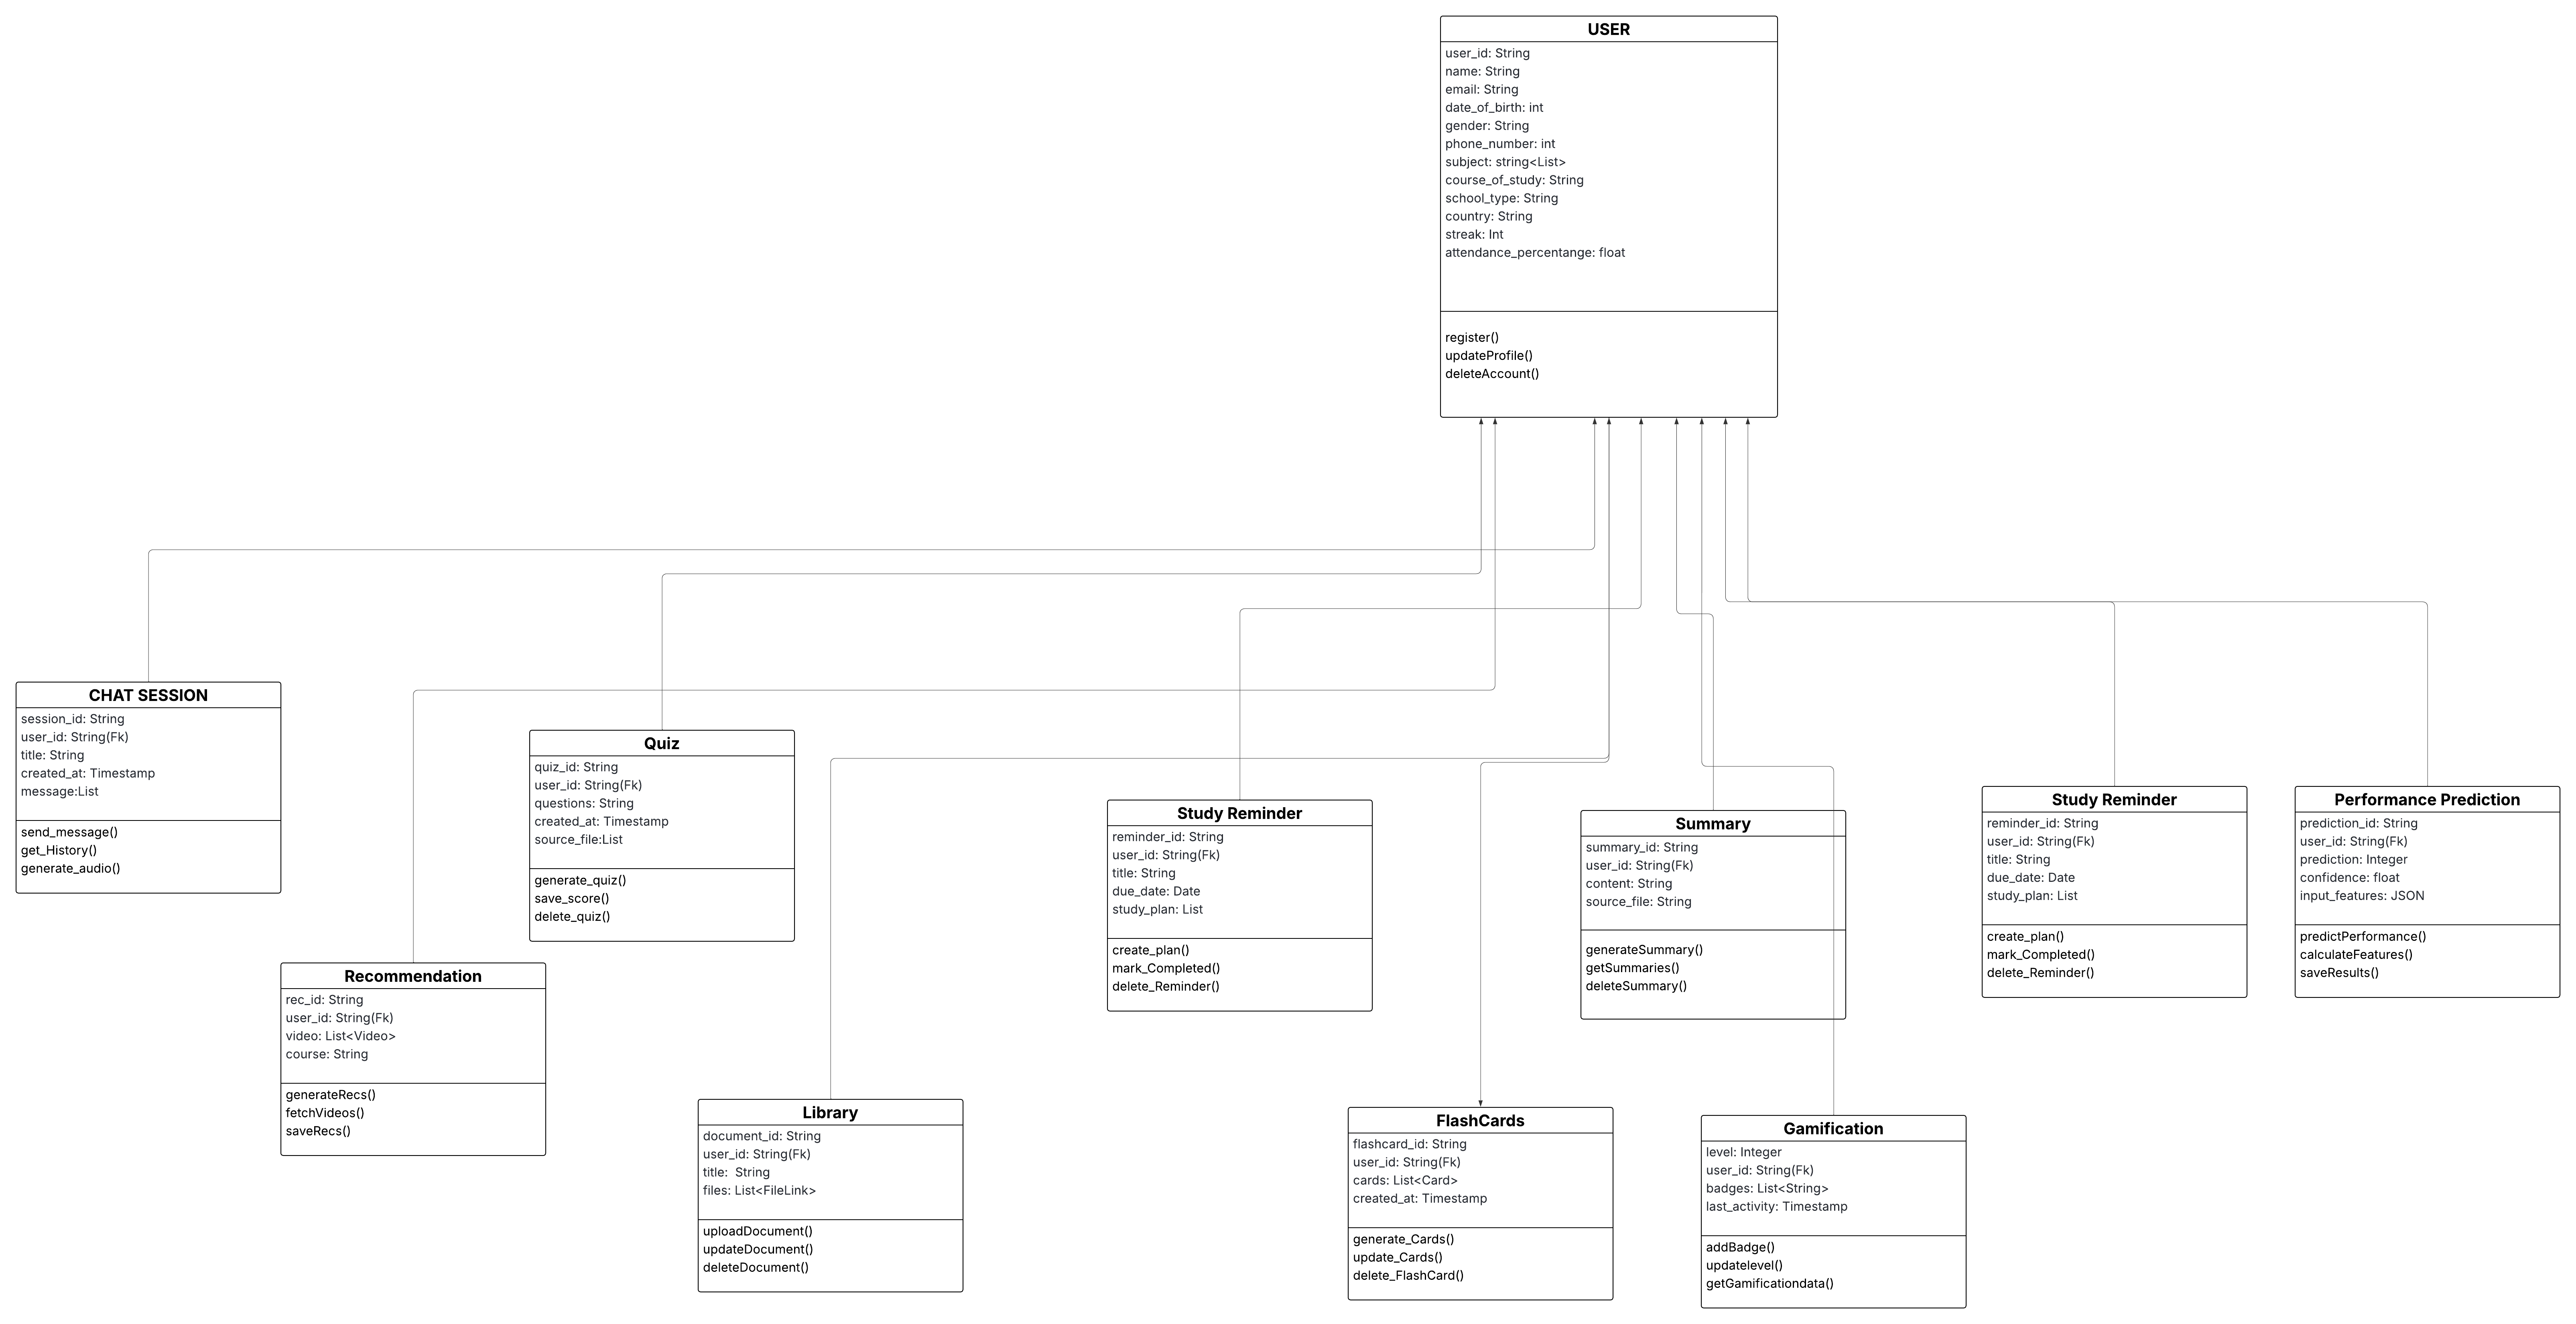 USER
user_id: String
name: String
email: String
date_of_birth: int
gender: String
phone_number: int
subject: string<List>
course_of_study: String
school_type: String
country: String
streak: Int
attendance_percentange: float
register()
updateProfile()
deleteAccount()
CHAT SESSION
session_id: String
user_id: String(Fk)
title: String
created_at: Timestamp
message:List
send_message()
get_History()
generate_audio()
Recommendation
rec_id: String
user_id: String(Fk)
video: List<Video>
course: String
generateRecs()
fetchVideos()
saveRecs()
Quiz
quiz_id: String
user_id: String(Fk)
questions: String
created_at: Timestamp
source_file:List
generate_quiz()
save_score()
delete_quiz()
Library
document_id: String
user_id: String(Fk)
title:  String
files: List<FileLink>
uploadDocument()
updateDocument()
deleteDocument()
Study Reminder
reminder_id: String
user_id: String(Fk)
title: String
due_date: Date
study_plan: List
create_plan()
mark_Completed()
delete_Reminder()
FlashCards
flashcard_id: String
user_id: String(Fk)
cards: List<Card>
created_at: Timestamp
generate_Cards()
update_Cards()
delete_FlashCard()
Summary
summary_id: String
user_id: String(Fk)
content: String
source_file: String
generateSummary()
getSummaries()
deleteSummary()
Gamification
level: Integer
user_id: String(Fk)
badges: List<String>
last_activity: Timestamp
addBadge()
updatelevel()
getGamificationdata()
Study Reminder
reminder_id: String
user_id: String(Fk)
title: String
due_date: Date
study_plan: List
create_plan()
mark_Completed()
delete_Reminder()
Performance Prediction
prediction_id: String
user_id: String(Fk)
prediction: Integer
confidence: float
input_features: JSON
predictPerformance()
calculateFeatures()
saveResults()